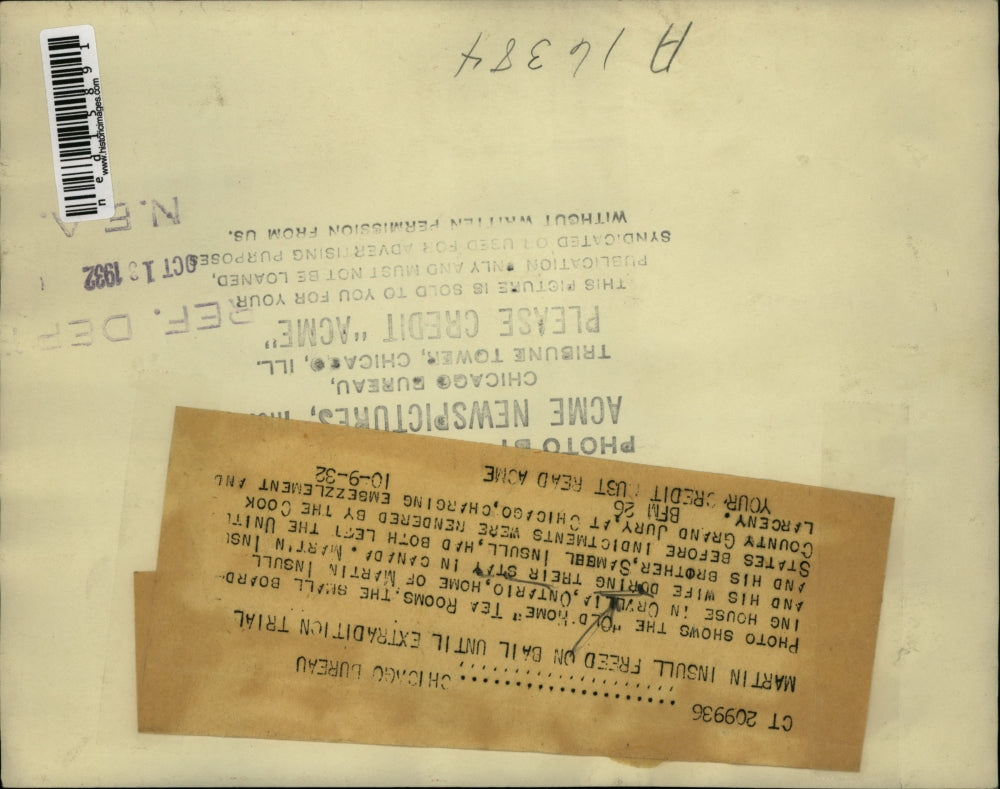 CT 209936 ........................ CHICAGO BUREAU
MARTIN INSULL FREED ON BAIL UNTIL EXTRADITION TRIAL
PHOTO SHOWS THE "OLD HOME" TEA ROOMS. THE SMALL BOARD-
ING HOUSE IN ORILLIA, ONTARIO, HOME OF MARTIN INSULL
AND HIS WIFE DURING THEIR STAY IN CANADA. MARTIN
AND HIS BROTHER, SAMUEL INSULL, HAD BOTH LEFT THE
STATES BEFORE INDICTMENTS WERE RENDERED BY THE COOK
COUNTY GRAND JURY AT CHICAGO, CHARGING EMBEZZLEMENT AND
LARCENY.
BFM 26 10-9-32
YOUR CREDIT MUST READ ACME
PHOTO BY
ACME NEWSPICTURES,
CHICAGO BUREAU,
TRIBUNE TOWER, CHICAGO, ILL.
PLEASE CREDIT "ACME"
THIS PICTURE IS SOLD TO YOU FOR YOUR
PUBLICATION ONLY AND MUST NOT BE LOANED,
SYNDICATED OR USED FOR ADVERTISING PURPOSES
WITHOUT WRITTEN PERMISSION FROM US.
REF. DEP
OCT 13 1932
N.E.A.
A 16384
www.historicimages.com
ned15891